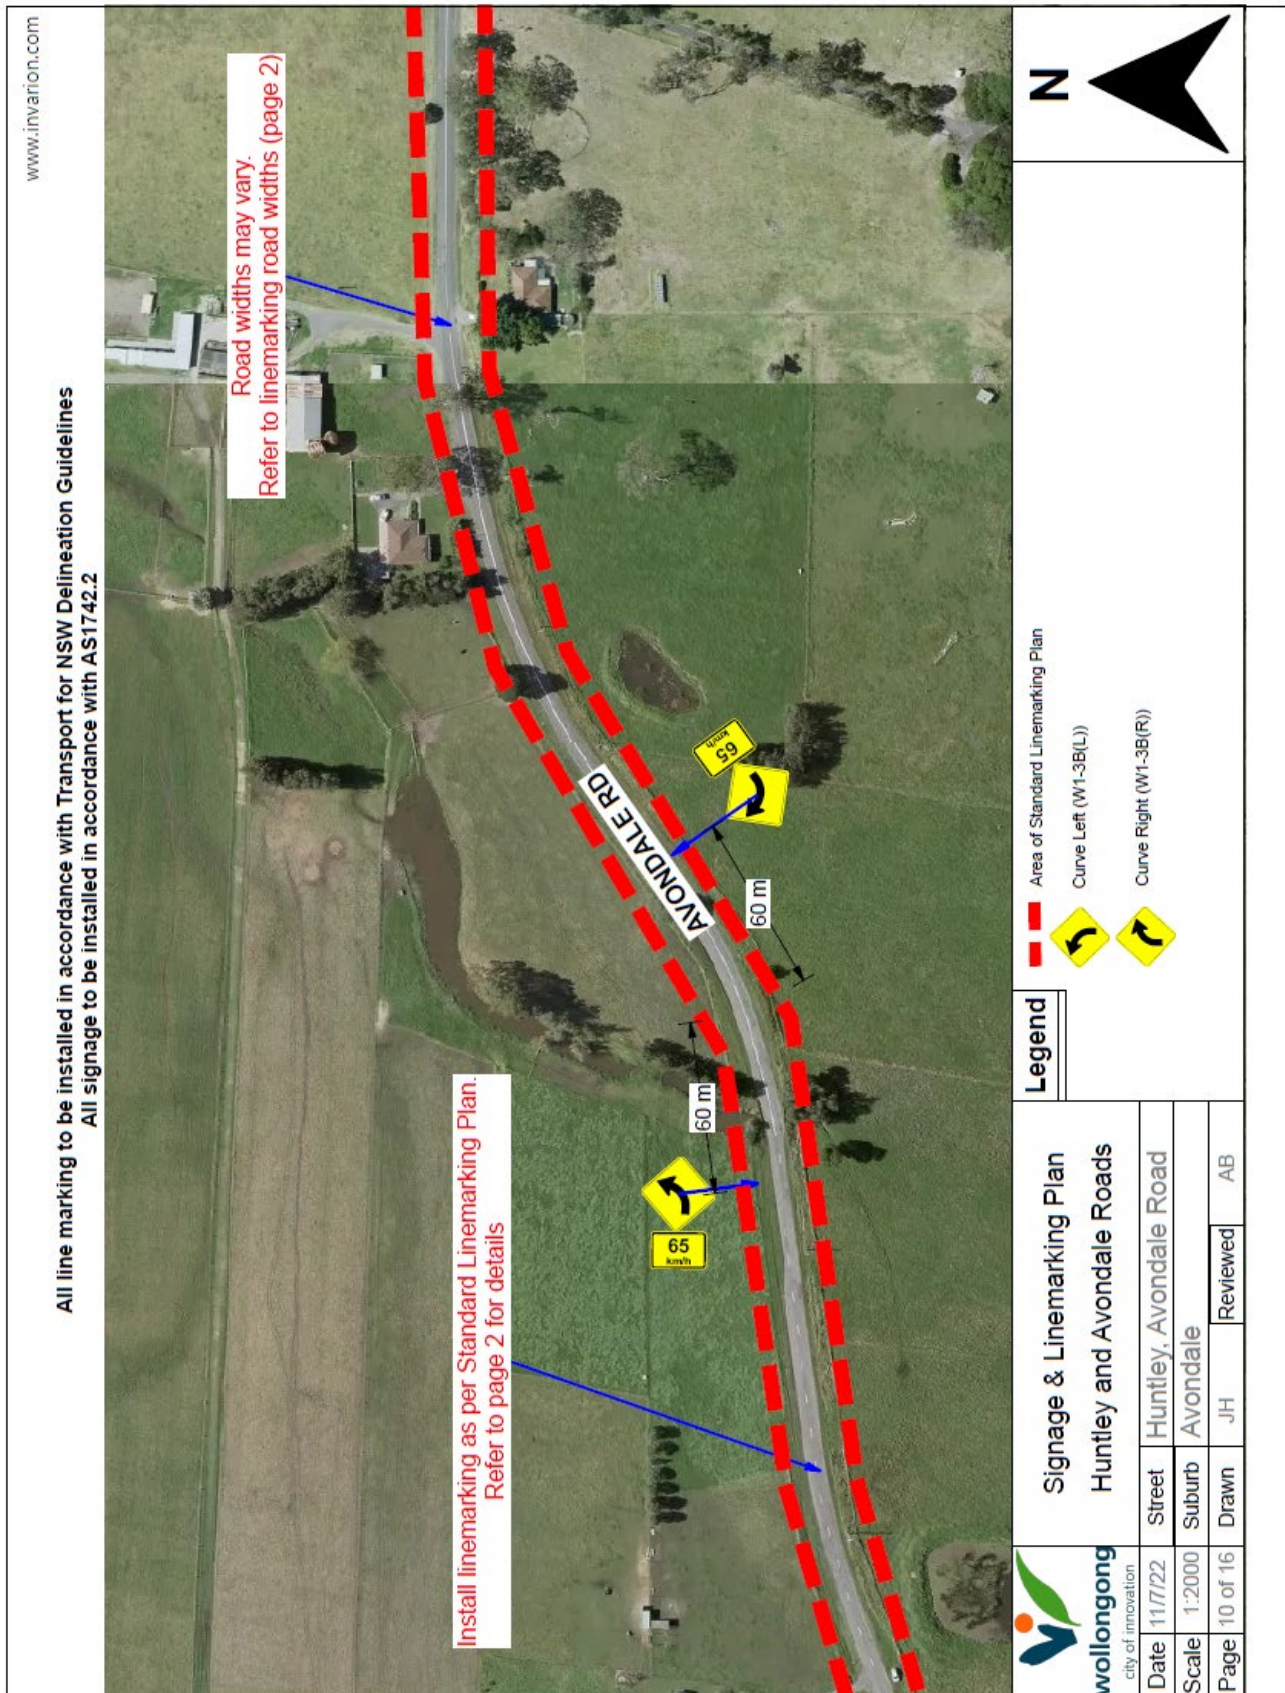 www.invarion.com
All line marking to be installed in accordance with Transport for NSW Delineation Guidelines
All signage to be installed in accordance with AS1742.2
Road widths may vary.
Refer to linemarking road widths (page 2)
Install linemarking as per Standard Linemarking Plan.
Refer to page 2 for details
65
km/h
60 m
AVONDALE RD
65
km/h
60 m
wollongong
city of innovation
Signage & Linemarking Plan
Huntley and Avondale Roads
Date 11/7/22 Street Huntley, Avondale Road
Scale 1:2000 Suburb Avondale
Page 10 of 16 Drawn JH Reviewed AB
Legend
Area of Standard Linemarking Plan
Curve Left (W1-3B(L))
Curve Right (W1-3B(R))
N